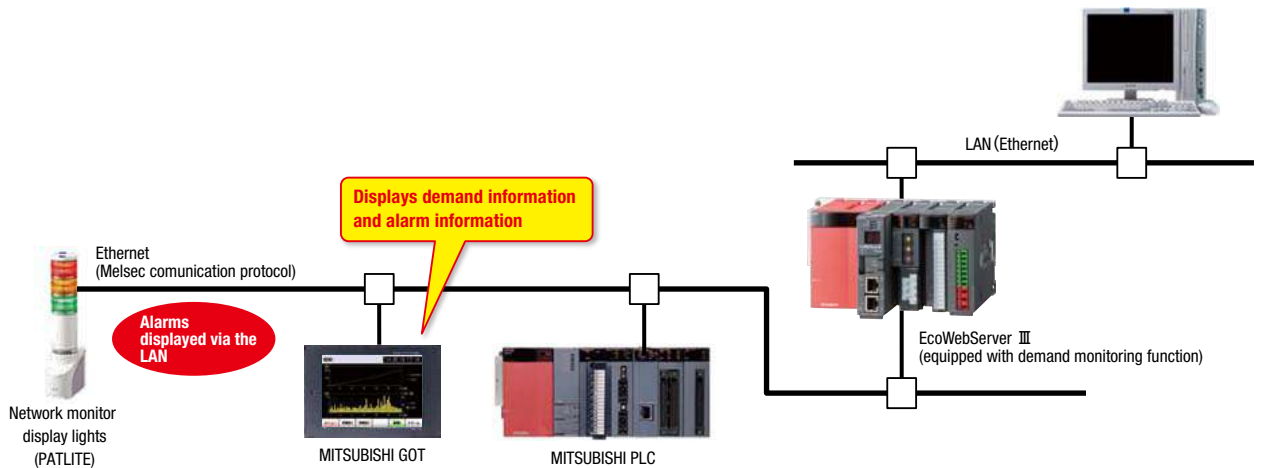 LAN (Ethernet)
Displays demand information
and alarm information
Ethernet
(Melsec comunication protocol)
Alarms
displayed via the
LAN
EcoWebServer Ⅲ
(equipped with demand monitoring function)
Network monitor
display lights
(PATLITE)
MITSUBISHI GOT
MITSUBISHI PLC